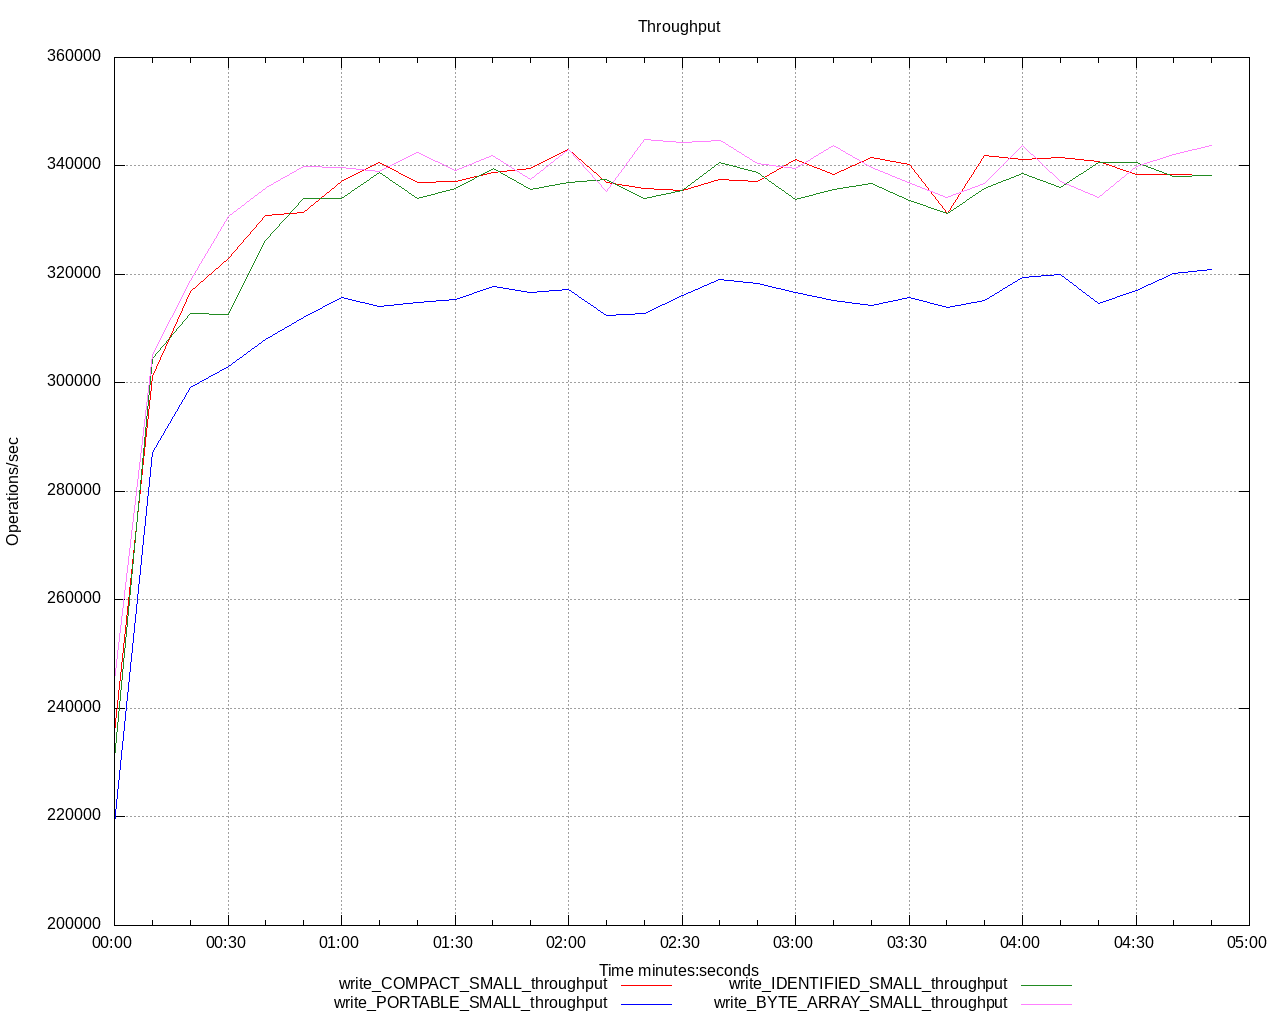 Throughput
360000
340000
320000
300000
280000
260000
240000
220000
200000
Operations/sec
00:00 00:30 01:00 01:30 02:00 02:30 03:00 03:30 04:00 04:30 05:00
Time minutes:seconds
write_COMPACT_SMALL_throughput write_IDENTIFIED_SMALL_throughput
write_PORTABLE_SMALL_throughput write_BYTE_ARRAY_SMALL_throughput